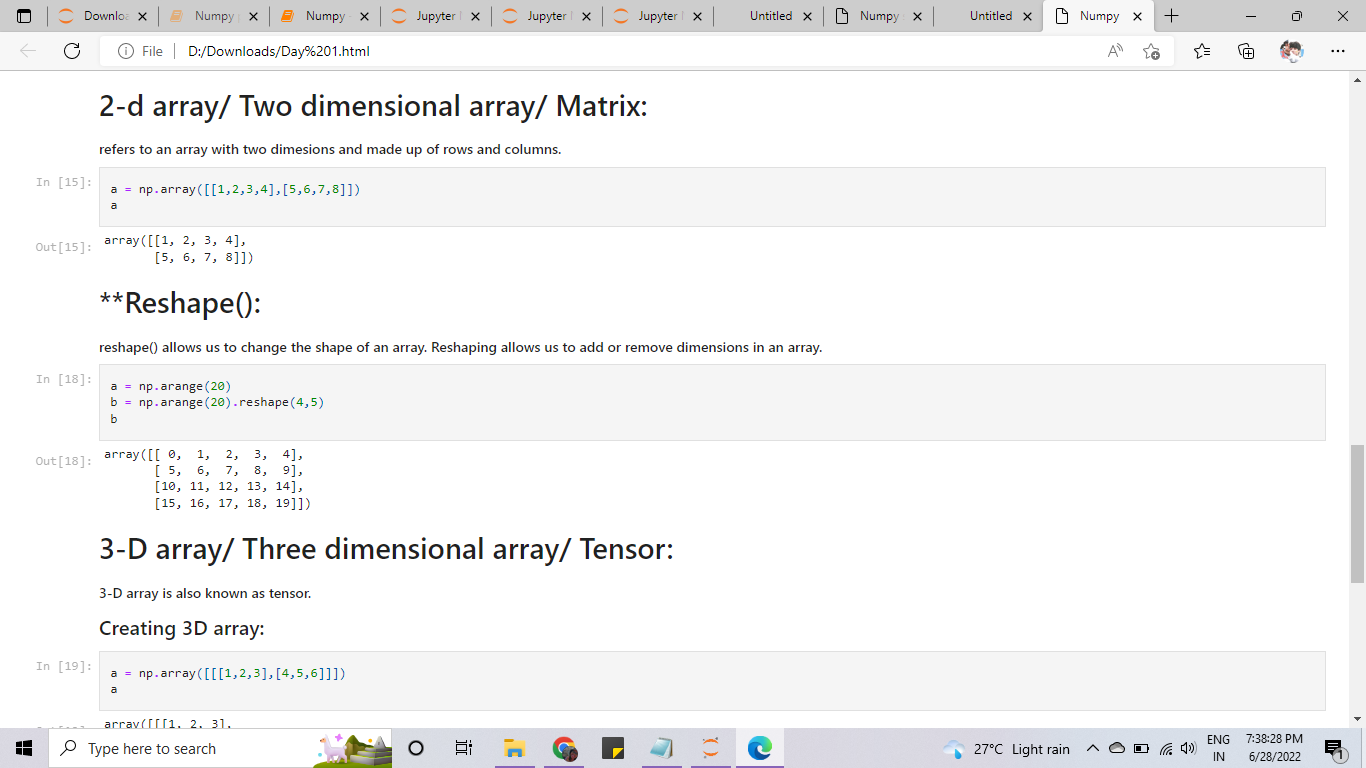 Downloa
Numpy p
Numpy -
Jupyter
Jupyter
Jupyter
Untitled
Numpy
Untitled
Numpy
File
D:/Downloads/Day%201.html
2-d array/ Two dimensional array/ Matrix:
refers to an array with two dimesions and made up of rows and columns.
In [15]:
a = np.array([[1,2,3,4],[5,6,7,8]])
a
Out[15]:
array([[1, 2, 3, 4],
[5, 6, 7, 8]])
**Reshape():
reshape() allows us to change the shape of an array. Reshaping allows us to add or remove dimensions in an array.
In [18]:
a = np.arange(20)
b = np.arange(20).reshape(4,5)
b
Out[18]:
array([[ 0, 1, 2, 3, 4],
[ 5, 6, 7, 8, 9],
[10, 11, 12, 13, 14],
[15, 16, 17, 18, 19]])
3-D array/ Three dimensional array/ Tensor:
3-D array is also known as tensor.
Creating 3D array:
In [19]:
a = np.array([[[1,2,3],[4,5,6]]])
a
array([[[1, 2, 3],
Type here to search
27°C Light rain
ENG
IN
7:38:28 PM
6/28/2022
1